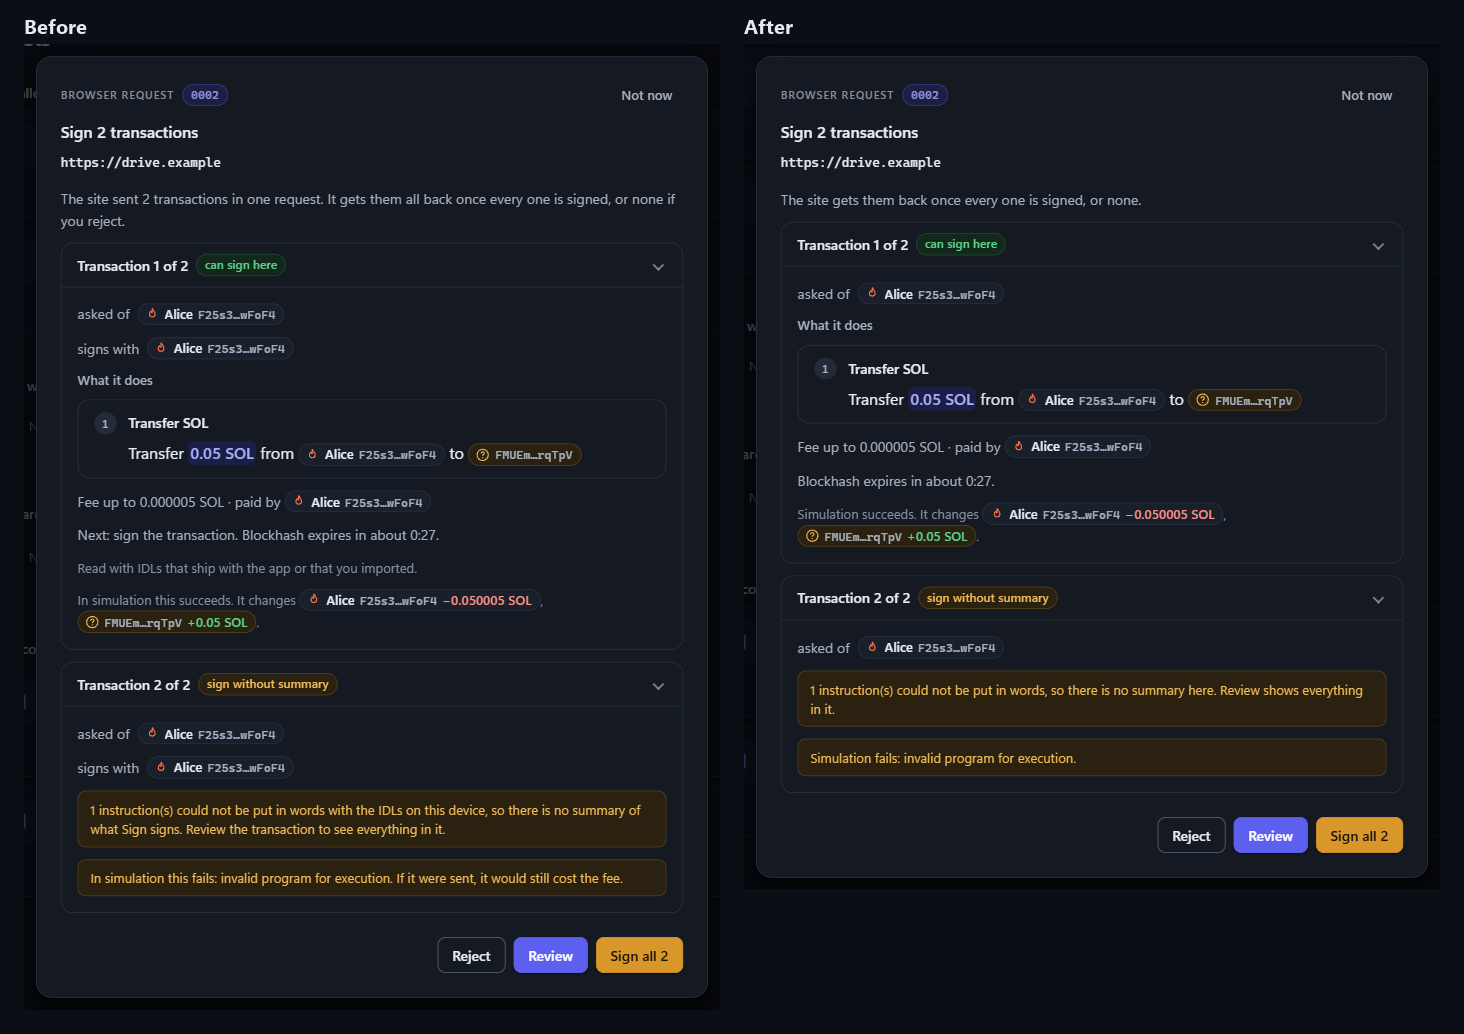 Before
BROWSER REQUEST 0002 Not now
Sign 2 transactions
https://drive.example
The site sent 2 transactions in one request. It gets them all back once every one is signed, or none if
you reject.
Transaction 1 of 2 can sign here
asked of Alice F25s3…wFoF4
signs with Alice F25s3…wFoF4
What it does
1 Transfer SOL
Transfer 0.05 SOL from Alice F25s3…wFoF4 to FMUEm…rqTpV
Fee up to 0.000005 SOL · paid by Alice F25s3…wFoF4
Next: sign the transaction. Blockhash expires in about 0:27.
Read with IDLs that ship with the app or that you imported.
In simulation this succeeds. It changes Alice F25s3…wFoF4 −0.050005 SOL,
FMUEm…rqTpV +0.05 SOL.
Transaction 2 of 2 sign without summary
asked of Alice F25s3…wFoF4
signs with Alice F25s3…wFoF4
1 instruction(s) could not be put in words with the IDLs on this device, so there is no summary of
what Sign signs. Review the transaction to see everything in it.
In simulation this fails: invalid program for execution. If it were sent, it would still cost the fee.
Reject Review Sign all 2
After
BROWSER REQUEST 0002 Not now
Sign 2 transactions
https://drive.example
The site gets them back once every one is signed, or none.
Transaction 1 of 2 can sign here
asked of Alice F25s3…wFoF4
What it does
1 Transfer SOL
Transfer 0.05 SOL from Alice F25s3…wFoF4 to FMUEm…rqTpV
Fee up to 0.000005 SOL · paid by Alice F25s3…wFoF4
Blockhash expires in about 0:27.
Simulation succeeds. It changes Alice F25s3…wFoF4 −0.050005 SOL,
FMUEm…rqTpV +0.05 SOL.
Transaction 2 of 2 sign without summary
asked of Alice F25s3…wFoF4
1 instruction(s) could not be put in words, so there is no summary here. Review shows everything
in it.
Simulation fails: invalid program for execution.
Reject Review Sign all 2